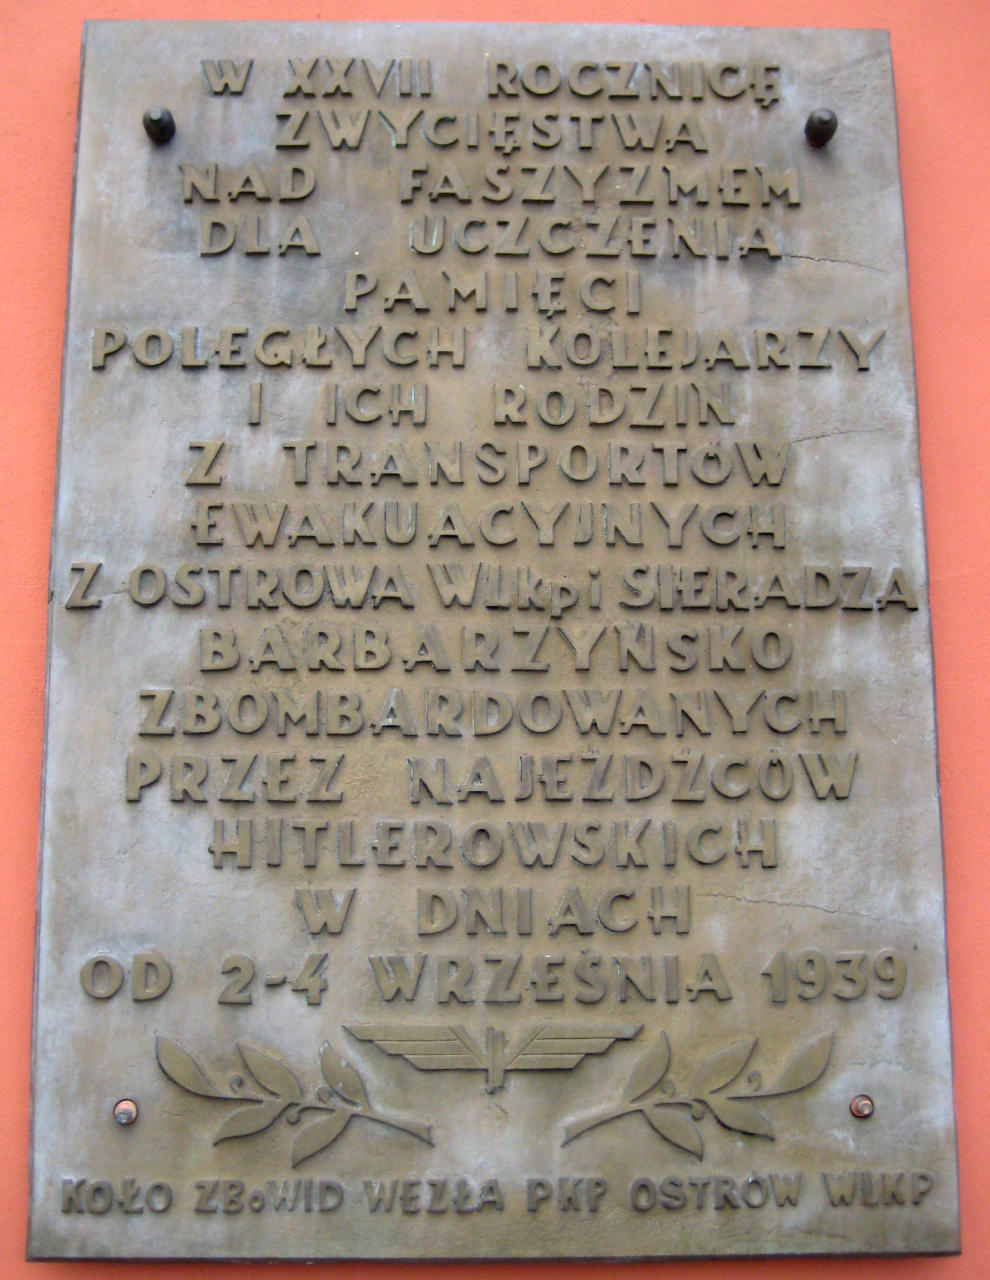 W XXVII ROCZNICĘ
ZWYCIĘSTWA
NAD FASZYZMEM
DLA UCZCZENIA
PAMIĘCI
POLEGŁYCH KOLEJARZY
I ICH RODZIN
Z TRANSPORTÓW
EWAKUACYJNYCH
Z OSTROWA WLKP i SIERADZA
BARBARZYŃSKO
ZBOMBARDOWANYCH
PRZEZ NAJEŹDŹCÓW
HITLEROWSKICH
W DNIACH
OD 2-4 WRZEŚNIA 1939
KOŁO ZBoWID WĘZŁA PKP OSTRÓW WLKP